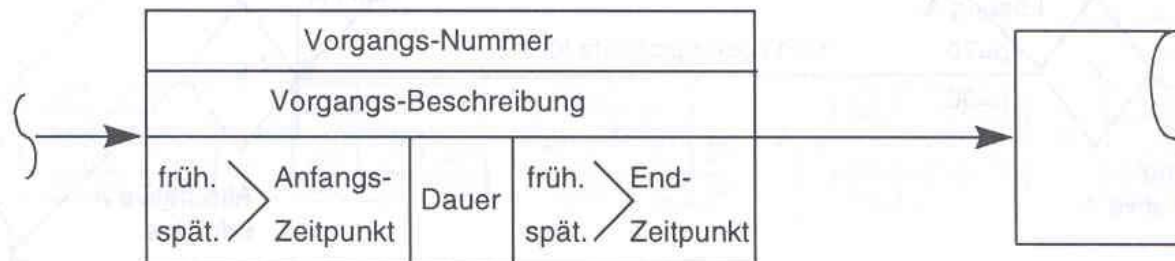 Vorgangs-Nummer
Vorgangs-Beschreibung
früh. Anfangs- Dauer früh. End-
spät. Zeitpunkt spät. Zeitpunkt